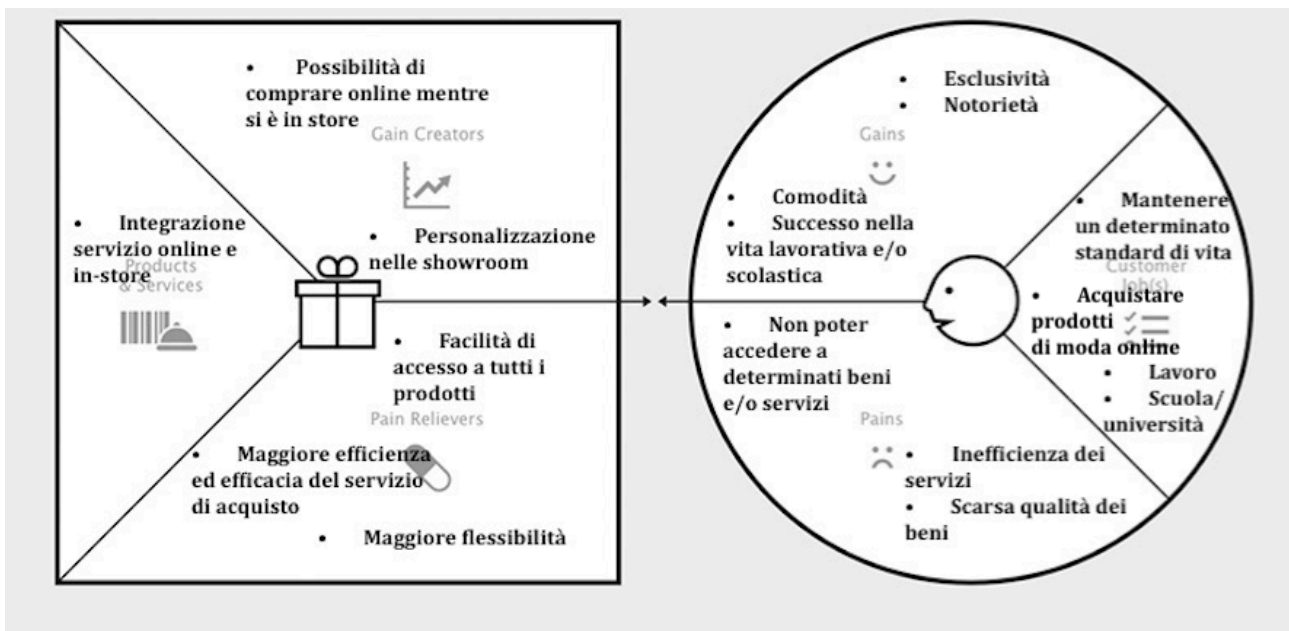 • Possibilità di
comprare online mentre
si è in store
Gain Creators
• Integrazione
servizio online e
in-store
Products
& Services
• Personalizzazione
nelle showroom
• Facilità di
accesso a tutti i
prodotti
Pain Relievers
• Maggiore efficienza
ed efficacia del servizio
di acquisto
• Maggiore flessibilità
• Esclusività
• Notorietà
Gains
• Comodità
• Successo nella
vita lavorativa e/o
scolastica
• Mantenere
un determinato
standard di vita
Customer
Job(s)
• Acquistare
prodotti
di moda online
• Lavoro
• Scuola/
università
• Non poter
accedere a
determinati beni
e/o servizi
Pains
• Inefficienza dei
servizi
• Scarsa qualità dei
beni